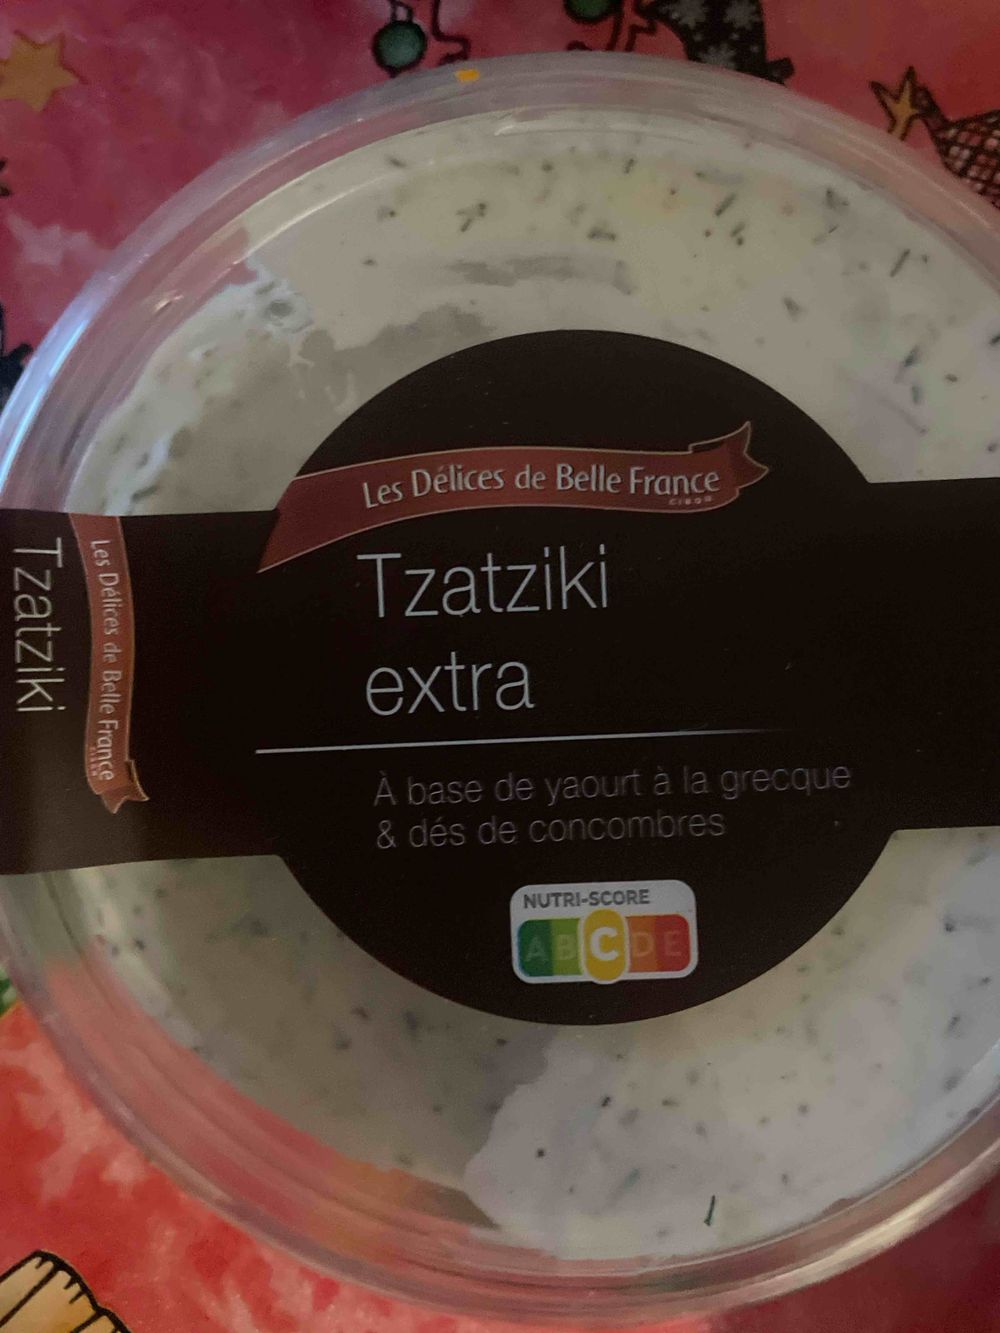 Les Délices de Belle France
Tzatziki
extra
À base de yaourt à la grecque
& dés de concombres
NUTRI-SCORE
A B C D E
Les Délices de Belle France
Tzatziki